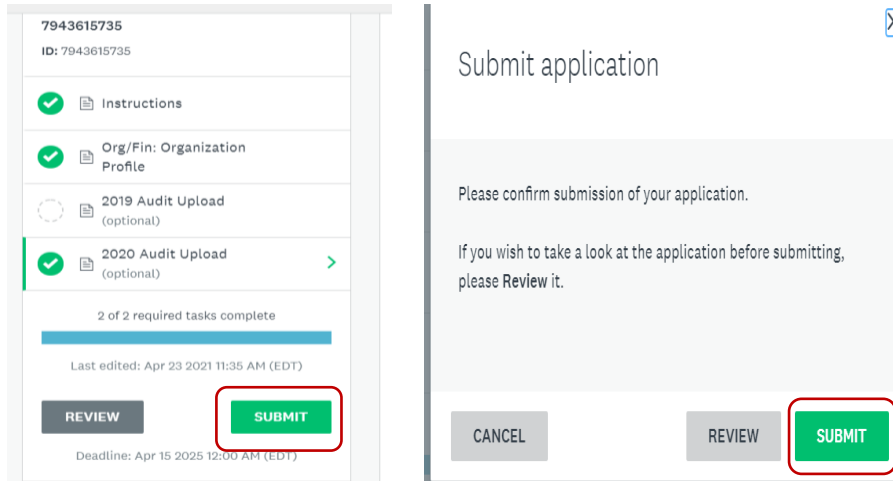 7943615735
ID: 7943615735
Instructions
Org/Fin: Organization
Profile
2019 Audit Upload
(optional)
2020 Audit Upload
(optional)
2 of 2 required tasks complete
Last edited: Apr 23 2021 11:35 AM (EDT)
REVIEW
SUBMIT
Deadline: Apr 15 2025 12:00 AM (EDT)
Submit application
Please confirm submission of your application.
If you wish to take a look at the application before submitting,
please Review it.
CANCEL
REVIEW
SUBMIT